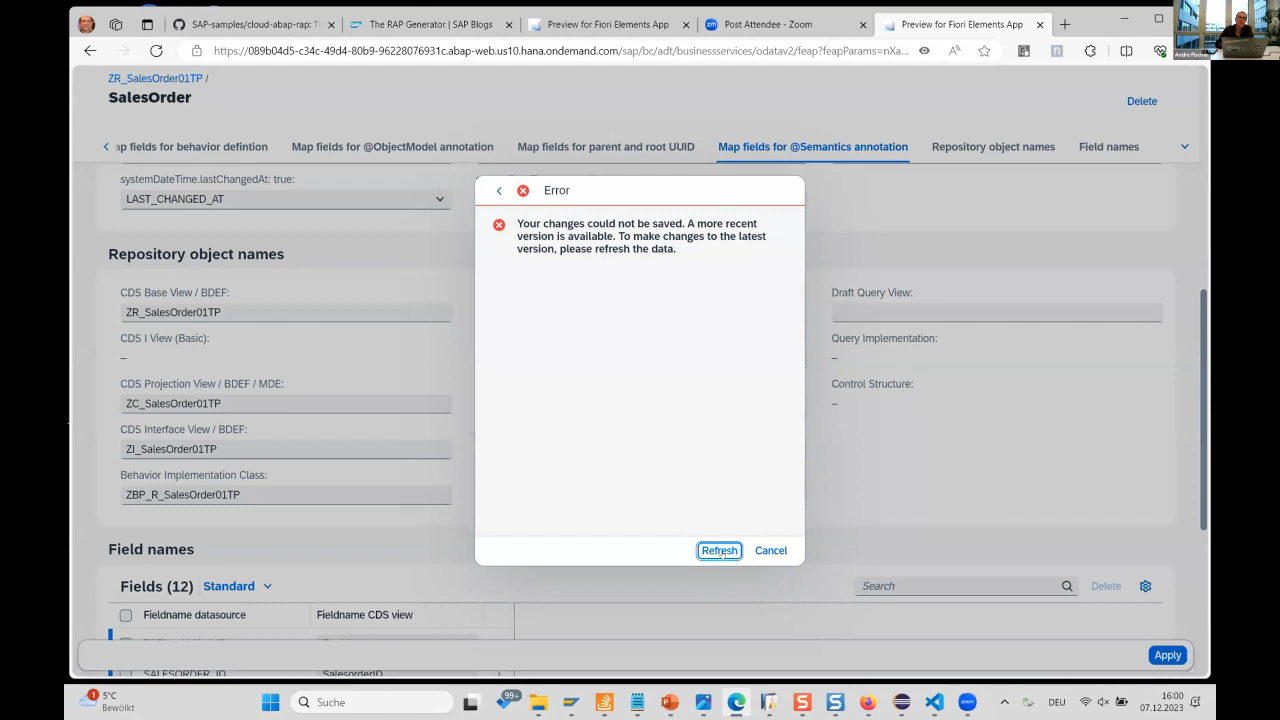 SAP-samples/cloud-abap-rap: T
The RAP Generator | SAP Blogs
Preview for Fiori Elements App
Post Attendee - Zoom
Preview for Fiori Elements App
https://089b04d5-c34c-49d4-80b9-96228076931c.abap-web.us10.hana.ondemand.com/sap/bc/adt/businessservices/odatav2/feap?feapParams=nXa...
Andre Fischer
ZR_SalesOrder01TP /
SalesOrder
Delete
ap fields for behavior defintion
Map fields for @ObjectModel annotation
Map fields for parent and root UUID
Map fields for @Semantics annotation
Repository object names
Field names
systemDateTime.lastChangedAt: true:
LAST_CHANGED_AT
Error
Your changes could not be saved. A more recent
version is available. To make changes to the latest
version, please refresh the data.
Refresh
Cancel
Repository object names
CDS Base View / BDEF:
ZR_SalesOrder01TP
Draft Query View:
CDS I View (Basic):
–
Query Implementation:
–
CDS Projection View / BDEF / MDE:
ZC_SalesOrder01TP
Control Structure:
–
CDS Interface View / BDEF:
ZI_SalesOrder01TP
Behavior Implementation Class:
ZBP_R_SalesOrder01TP
Field names
Fields (12)
Standard
Search
Delete
Fieldname datasource
Fieldname CDS view
SALESORDER_ID
SalesorderID
Apply
1
5°C
Bewölkt
Suche
99+
DEU
16:00
07.12.2023